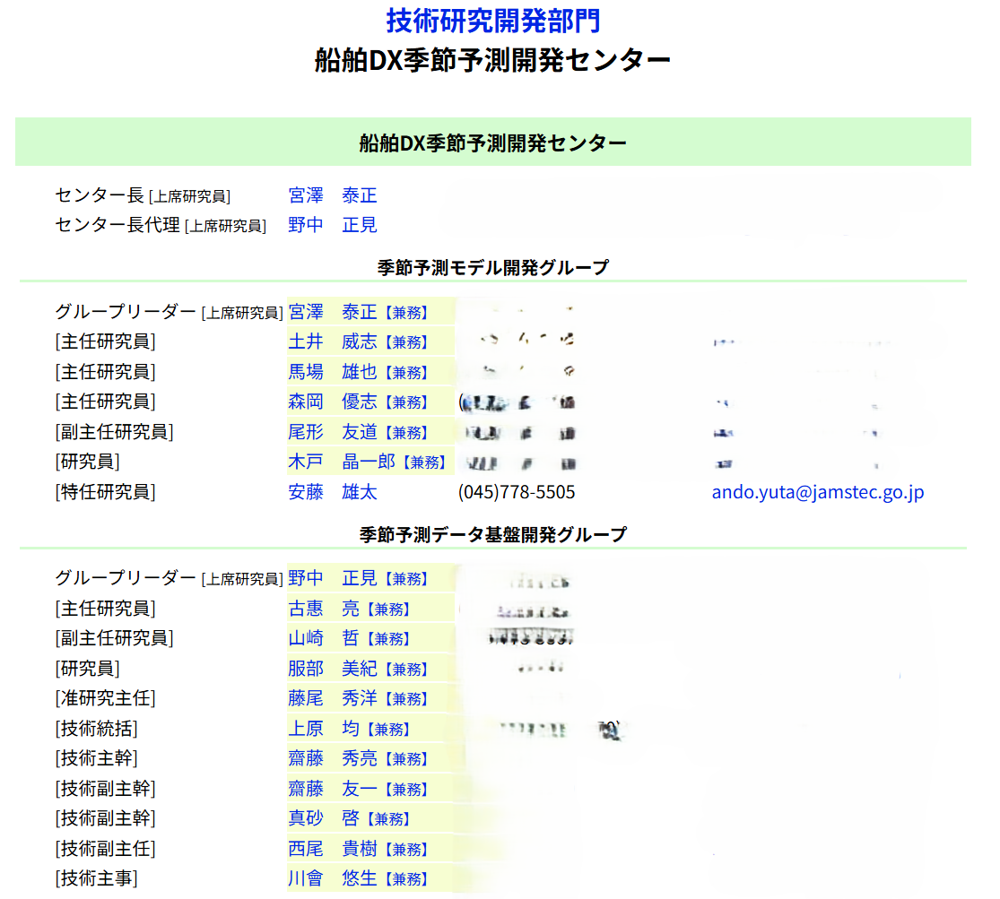 技術研究開発部門
船舶DX季節予測開発センター
船舶DX季節予測開発センター
センター長 [上席研究員] 宮澤　泰正
センター長代理 [上席研究員] 野中　正見
季節予測モデル開発グループ
グループリーダー [上席研究員] 宮澤　泰正【兼務】
[主任研究員] 土井　威志【兼務】
[主任研究員] 馬場　雄也【兼務】
[主任研究員] 森岡　優志【兼務】
[副主任研究員] 尾形　友道【兼務】
[研究員] 木戸　晶一郎【兼務】
[特任研究員] 安藤　雄太 (045)778-5505 ando.yuta@jamstec.go.jp
季節予測データ基盤開発グループ
グループリーダー [上席研究員] 野中　正見【兼務】
[主任研究員] 古恵　亮【兼務】
[副主任研究員] 山崎　哲【兼務】
[研究員] 服部　美紀【兼務】
[准研究主任] 藤尾　秀洋【兼務】
[技術統括] 上原　均【兼務】
[技術主幹] 齋藤　秀亮【兼務】
[技術副主幹] 齋藤　友一【兼務】
[技術副主幹] 真砂　啓【兼務】
[技術副主任] 西尾　貴樹【兼務】
[技術主事] 川會　悠生【兼務】